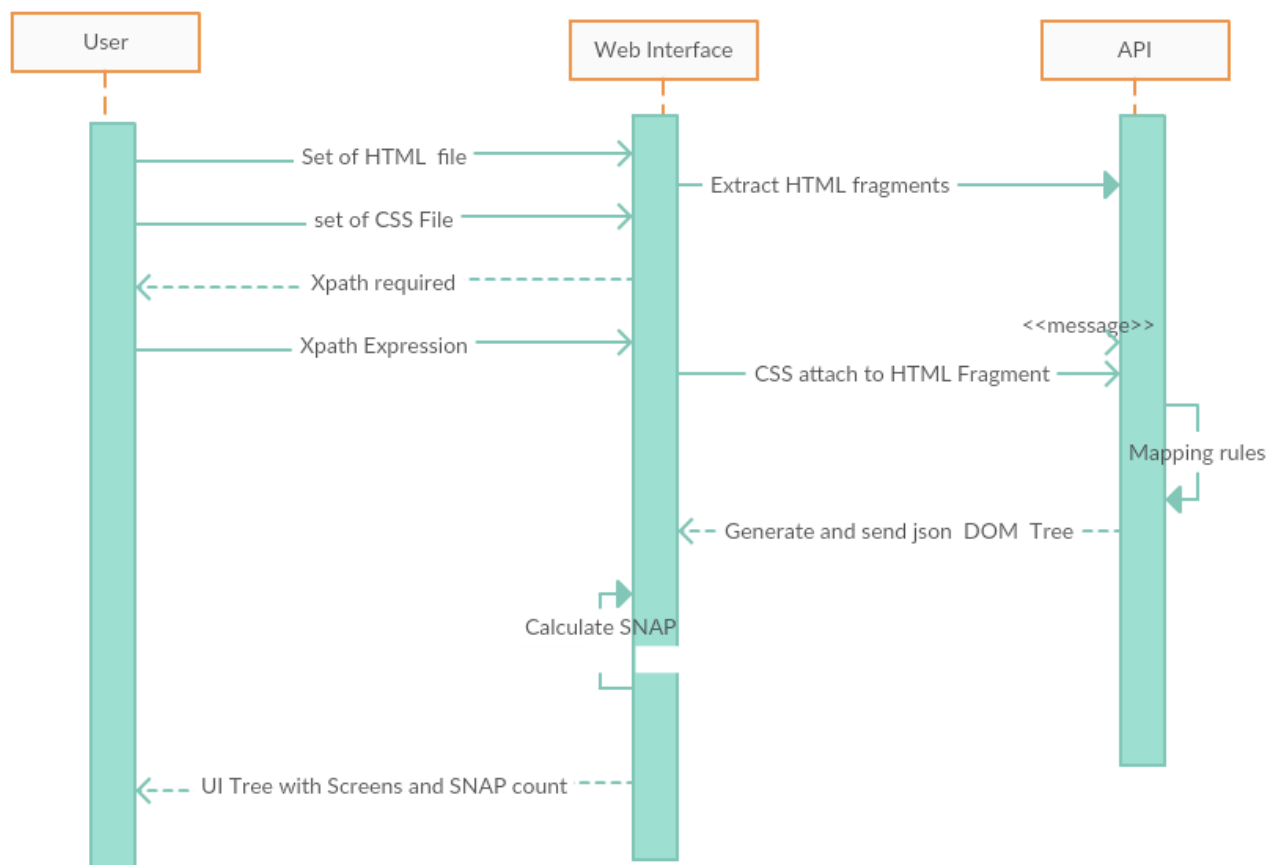 User
Web Interface
API
Set of HTML file
Extract HTML fragments
set of CSS File
Xpath required
<<message>>
Xpath Expression
CSS attach to HTML Fragment
Mapping rules
Generate and send json DOM Tree
Calculate SNAP
UI Tree with Screens and SNAP count